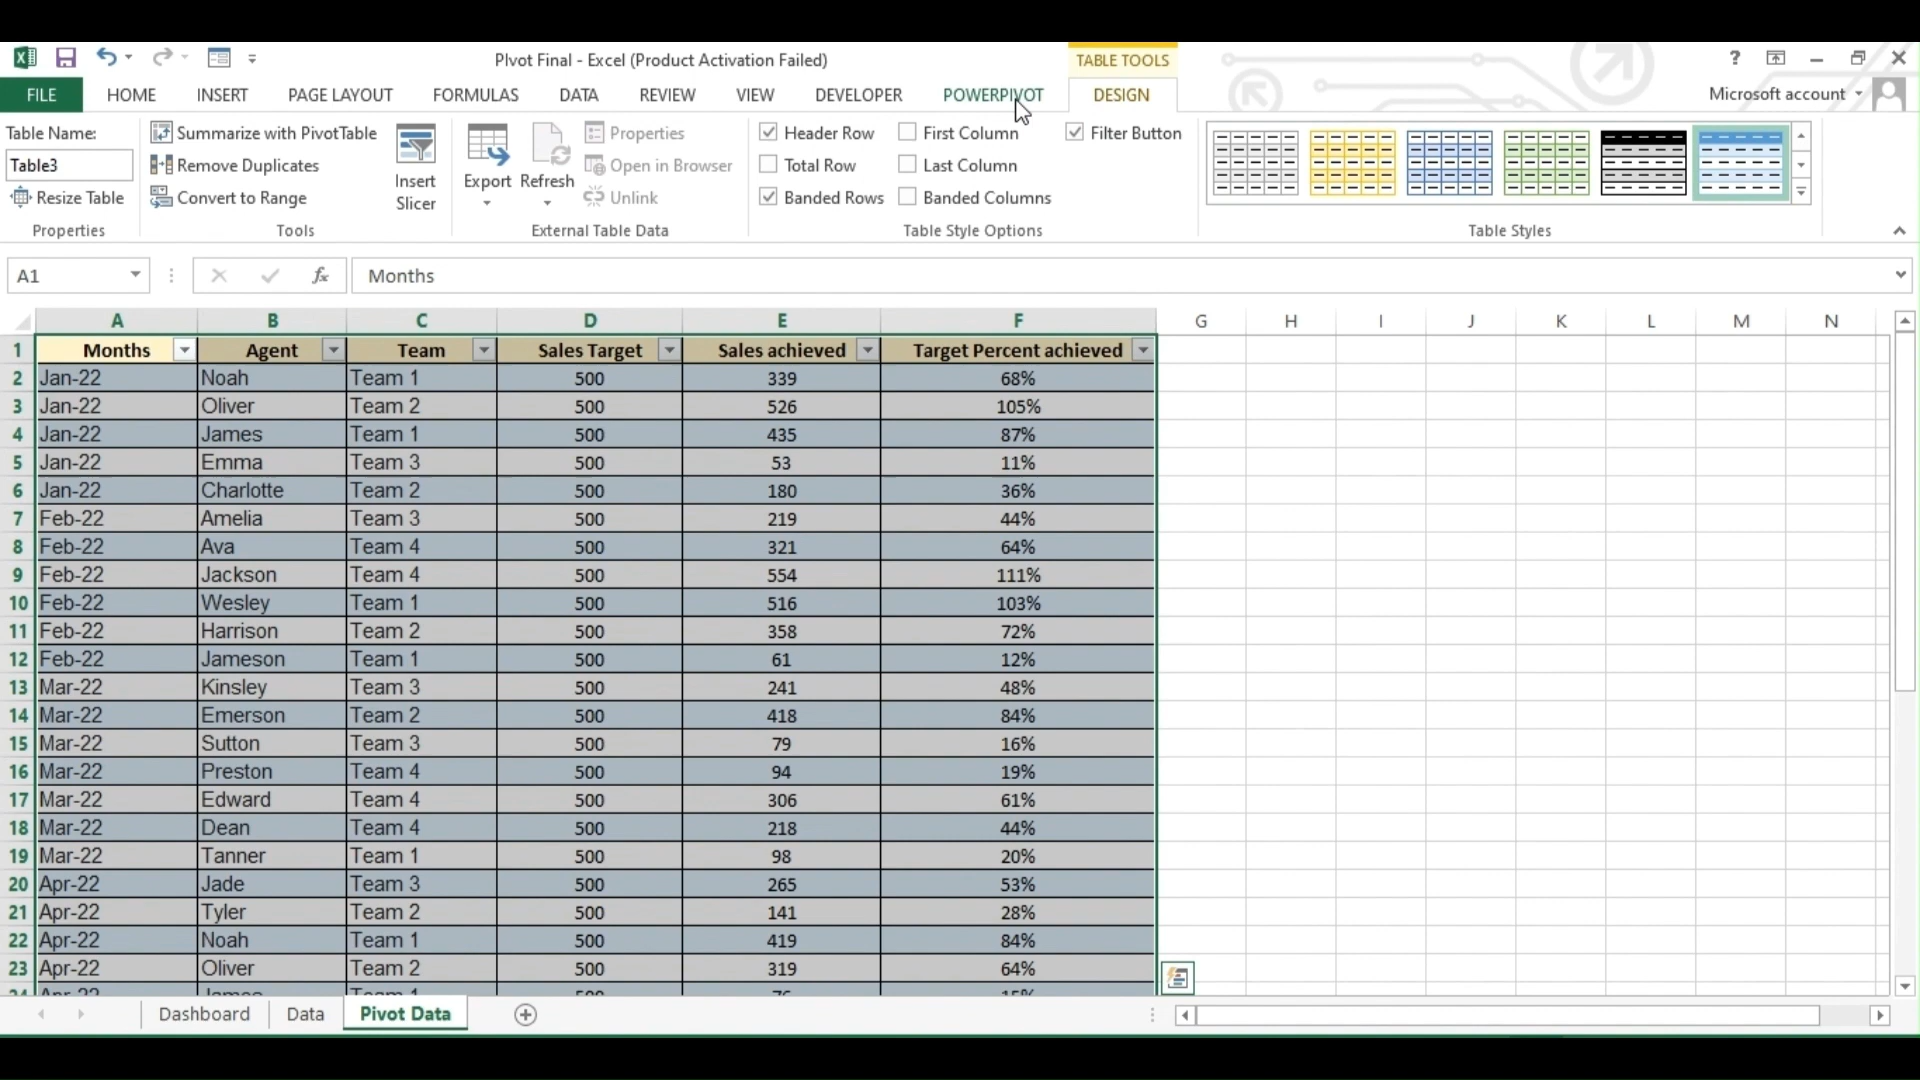 PIvot Final - Excel (Product Activation Failed)
TABLE TOOLS
?
FILE HOME INSERT PAGE LAYOUT FORMULAS DATA REVIEW VIEW DEVELOPER POWERPIVOT DESIGN Microsoft account
Table Name: Summarize with PivotTable Properties Header Row First Column Filter Button
Table3 Remove Duplicates Open in Browser Total Row Last Column
Resize Table Convert to Range Insert Slicer Export Refresh Unlink Banded Rows Banded Columns
Properties Tools External Table Data Table Style Options Table Styles
A1 fx Months
A B C D E F G H I J K L M N
1 Months Agent Team Sales Target Sales achieved Target Percent achieved
2 Jan-22 Noah Team 1 500 339 68%
3 Jan-22 Oliver Team 2 500 526 105%
4 Jan-22 James Team 1 500 435 87%
5 Jan-22 Emma Team 3 500 53 11%
6 Jan-22 Charlotte Team 2 500 180 36%
7 Feb-22 Amelia Team 3 500 219 44%
8 Feb-22 Ava Team 4 500 321 64%
9 Feb-22 Jackson Team 4 500 554 111%
10 Feb-22 Wesley Team 1 500 516 103%
11 Feb-22 Harrison Team 2 500 358 72%
12 Feb-22 Jameson Team 1 500 61 12%
13 Mar-22 Kinsley Team 3 500 241 48%
14 Mar-22 Emerson Team 2 500 418 84%
15 Mar-22 Sutton Team 3 500 79 16%
16 Mar-22 Preston Team 4 500 94 19%
17 Mar-22 Edward Team 4 500 306 61%
18 Mar-22 Dean Team 4 500 218 44%
19 Mar-22 Tanner Team 1 500 98 20%
20 Apr-22 Jade Team 3 500 265 53%
21 Apr-22 Tyler Team 2 500 141 28%
22 Apr-22 Noah Team 1 500 419 84%
23 Apr-22 Oliver Team 2 500 319 64%
Dashboard Data Pivot Data